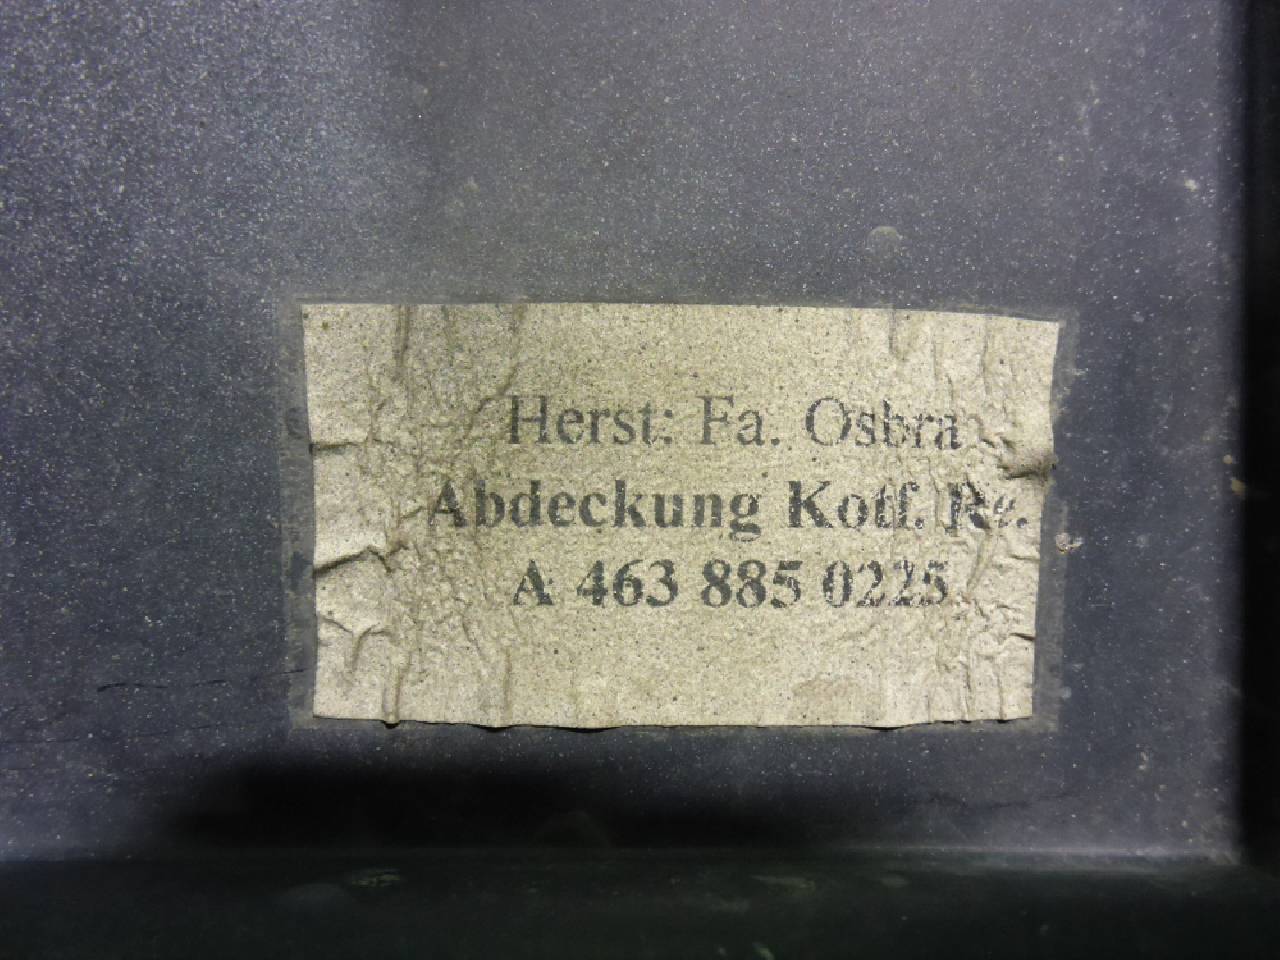 Herst: Fa. Osbra
Abdeckung Kotf. Re.
A 463 885 0225